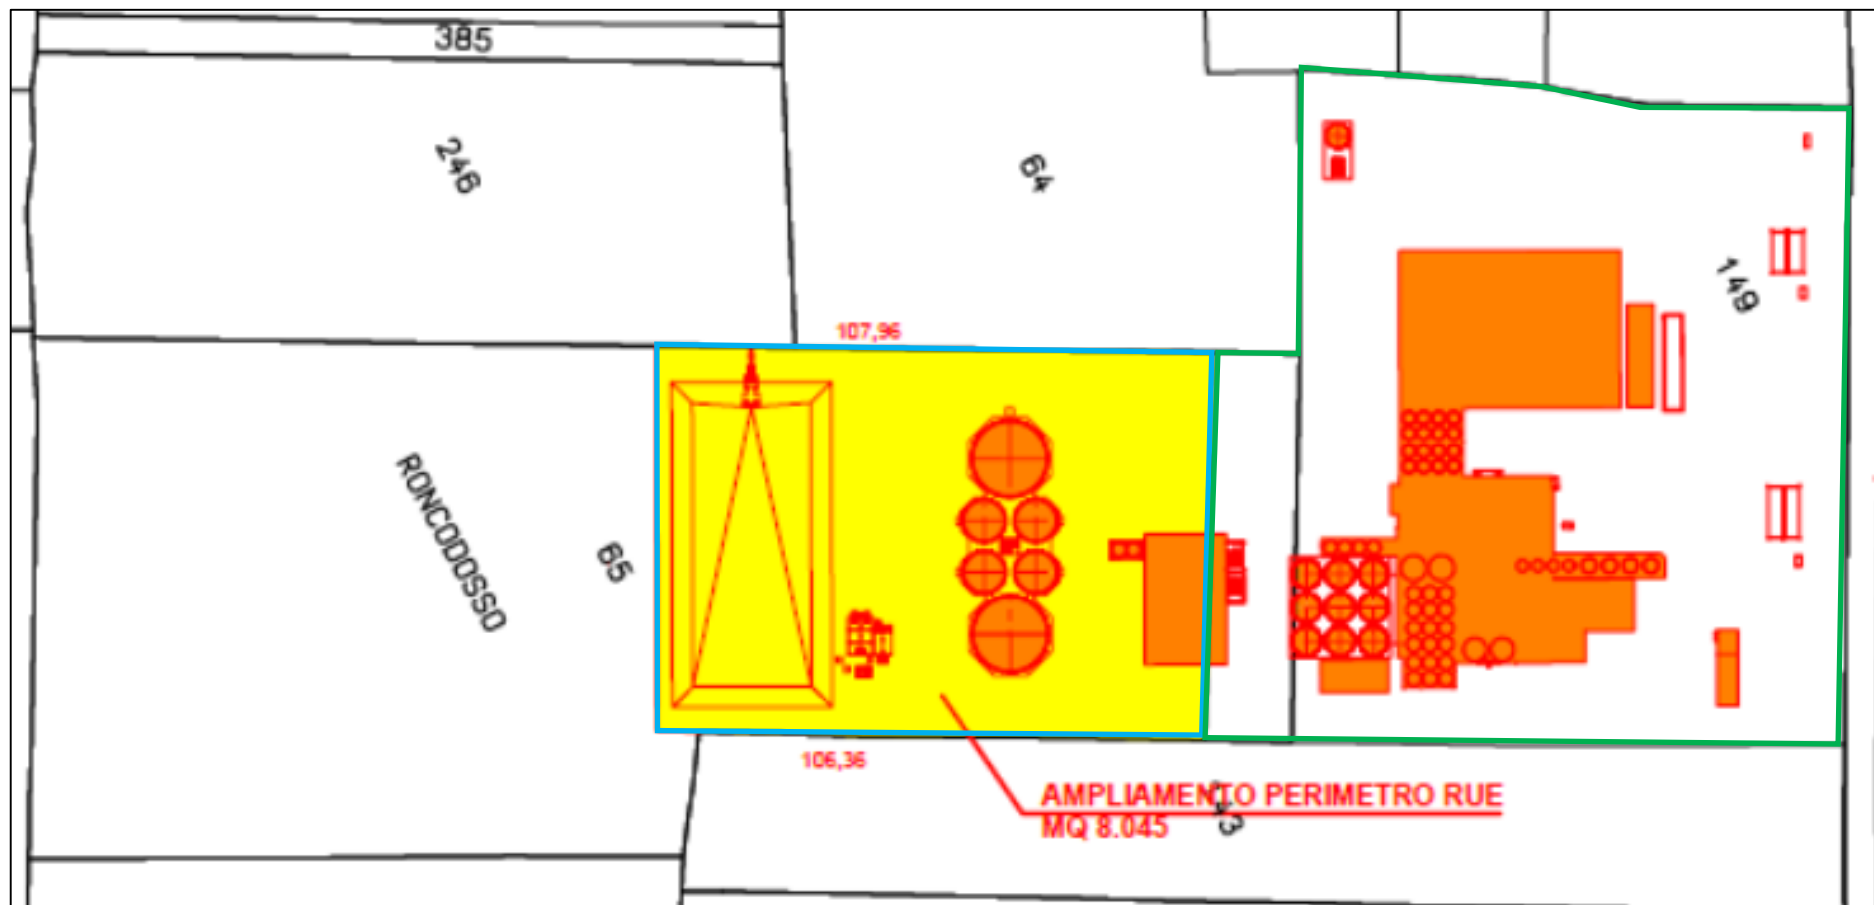 385
246
64
149
107,96
RONCODOSSO
65
106,36
AMPLIAMENTO PERIMETRO RUE
MQ 8.045